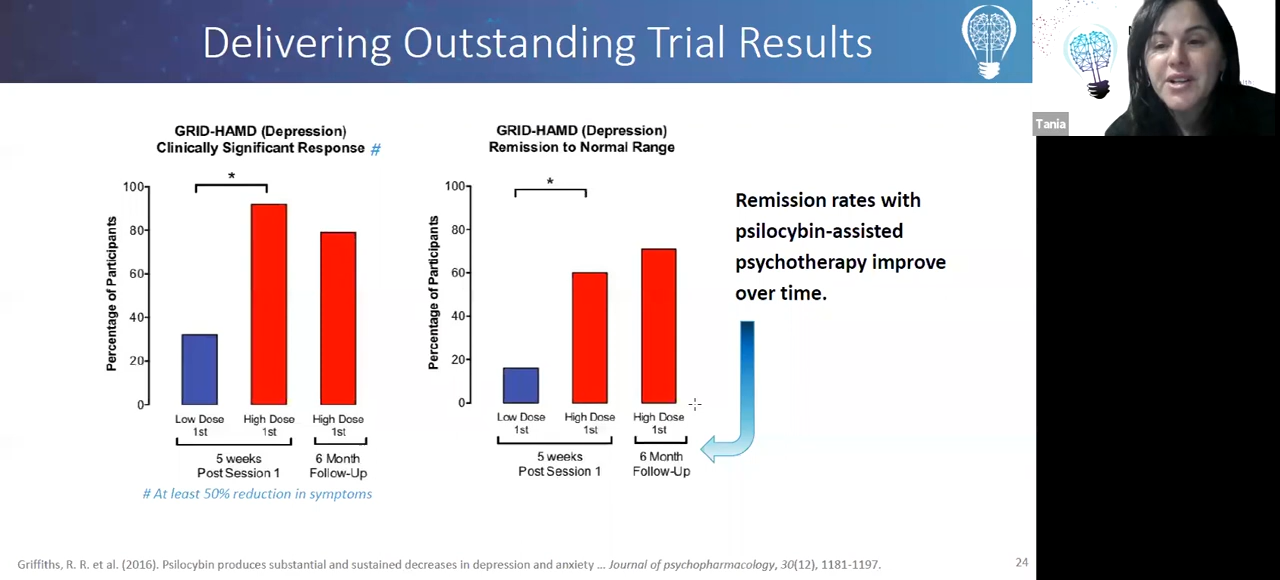 Delivering Outstanding Trial Results
Tania
GRID-HAMD (Depression)
Clinically Significant Response #
*
Percentage of Participants
100
80
60
40
20
0
Low Dose
1st
High Dose
1st
High Dose
1st
5 weeks
Post Session 1
6 Month
Follow-Up
# At least 50% reduction in symptoms
GRID-HAMD (Depression)
Remission to Normal Range
*
Percentage of Participants
100
80
60
40
20
0
Low Dose
1st
High Dose
1st
High Dose
1st
5 weeks
Post Session 1
6 Month
Follow-Up
Remission rates with
psilocybin-assisted
psychotherapy improve
over time.
Griffiths, R. R. et al. (2016). Psilocybin produces substantial and sustained decreases in depression and anxiety ... Journal of psychopharmacology, 30(12), 1181-1197.
24